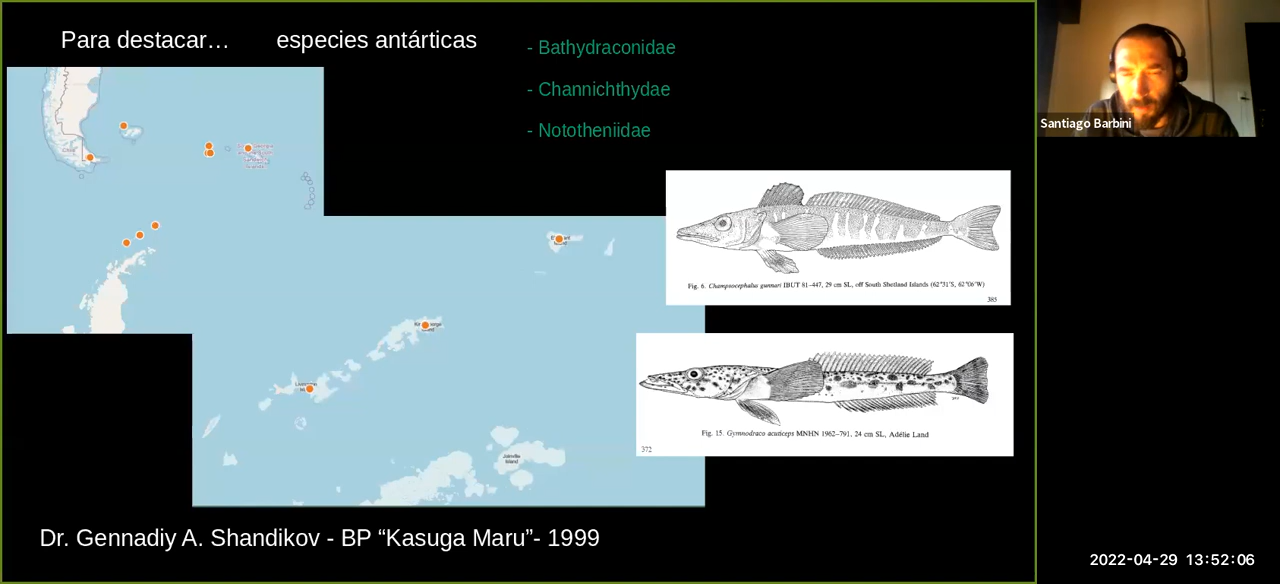 Para destacar… especies antárticas
- Bathydraconidae
- Channichthydae
- Nototheniidae
Santiago Barbini
Fig. 6. Champsocephalus gunnari IBUT 81–447, 29 cm SL, off South Shetland Islands (62°31'S, 62°06'W)
385
Fig. 15. Gymnodraco acuticeps MNHN 1962–791, 24 cm SL, Adélie Land
372
Dr. Gennadiy A. Shandikov - BP “Kasuga Maru”- 1999
2022-04-29 13:52:06